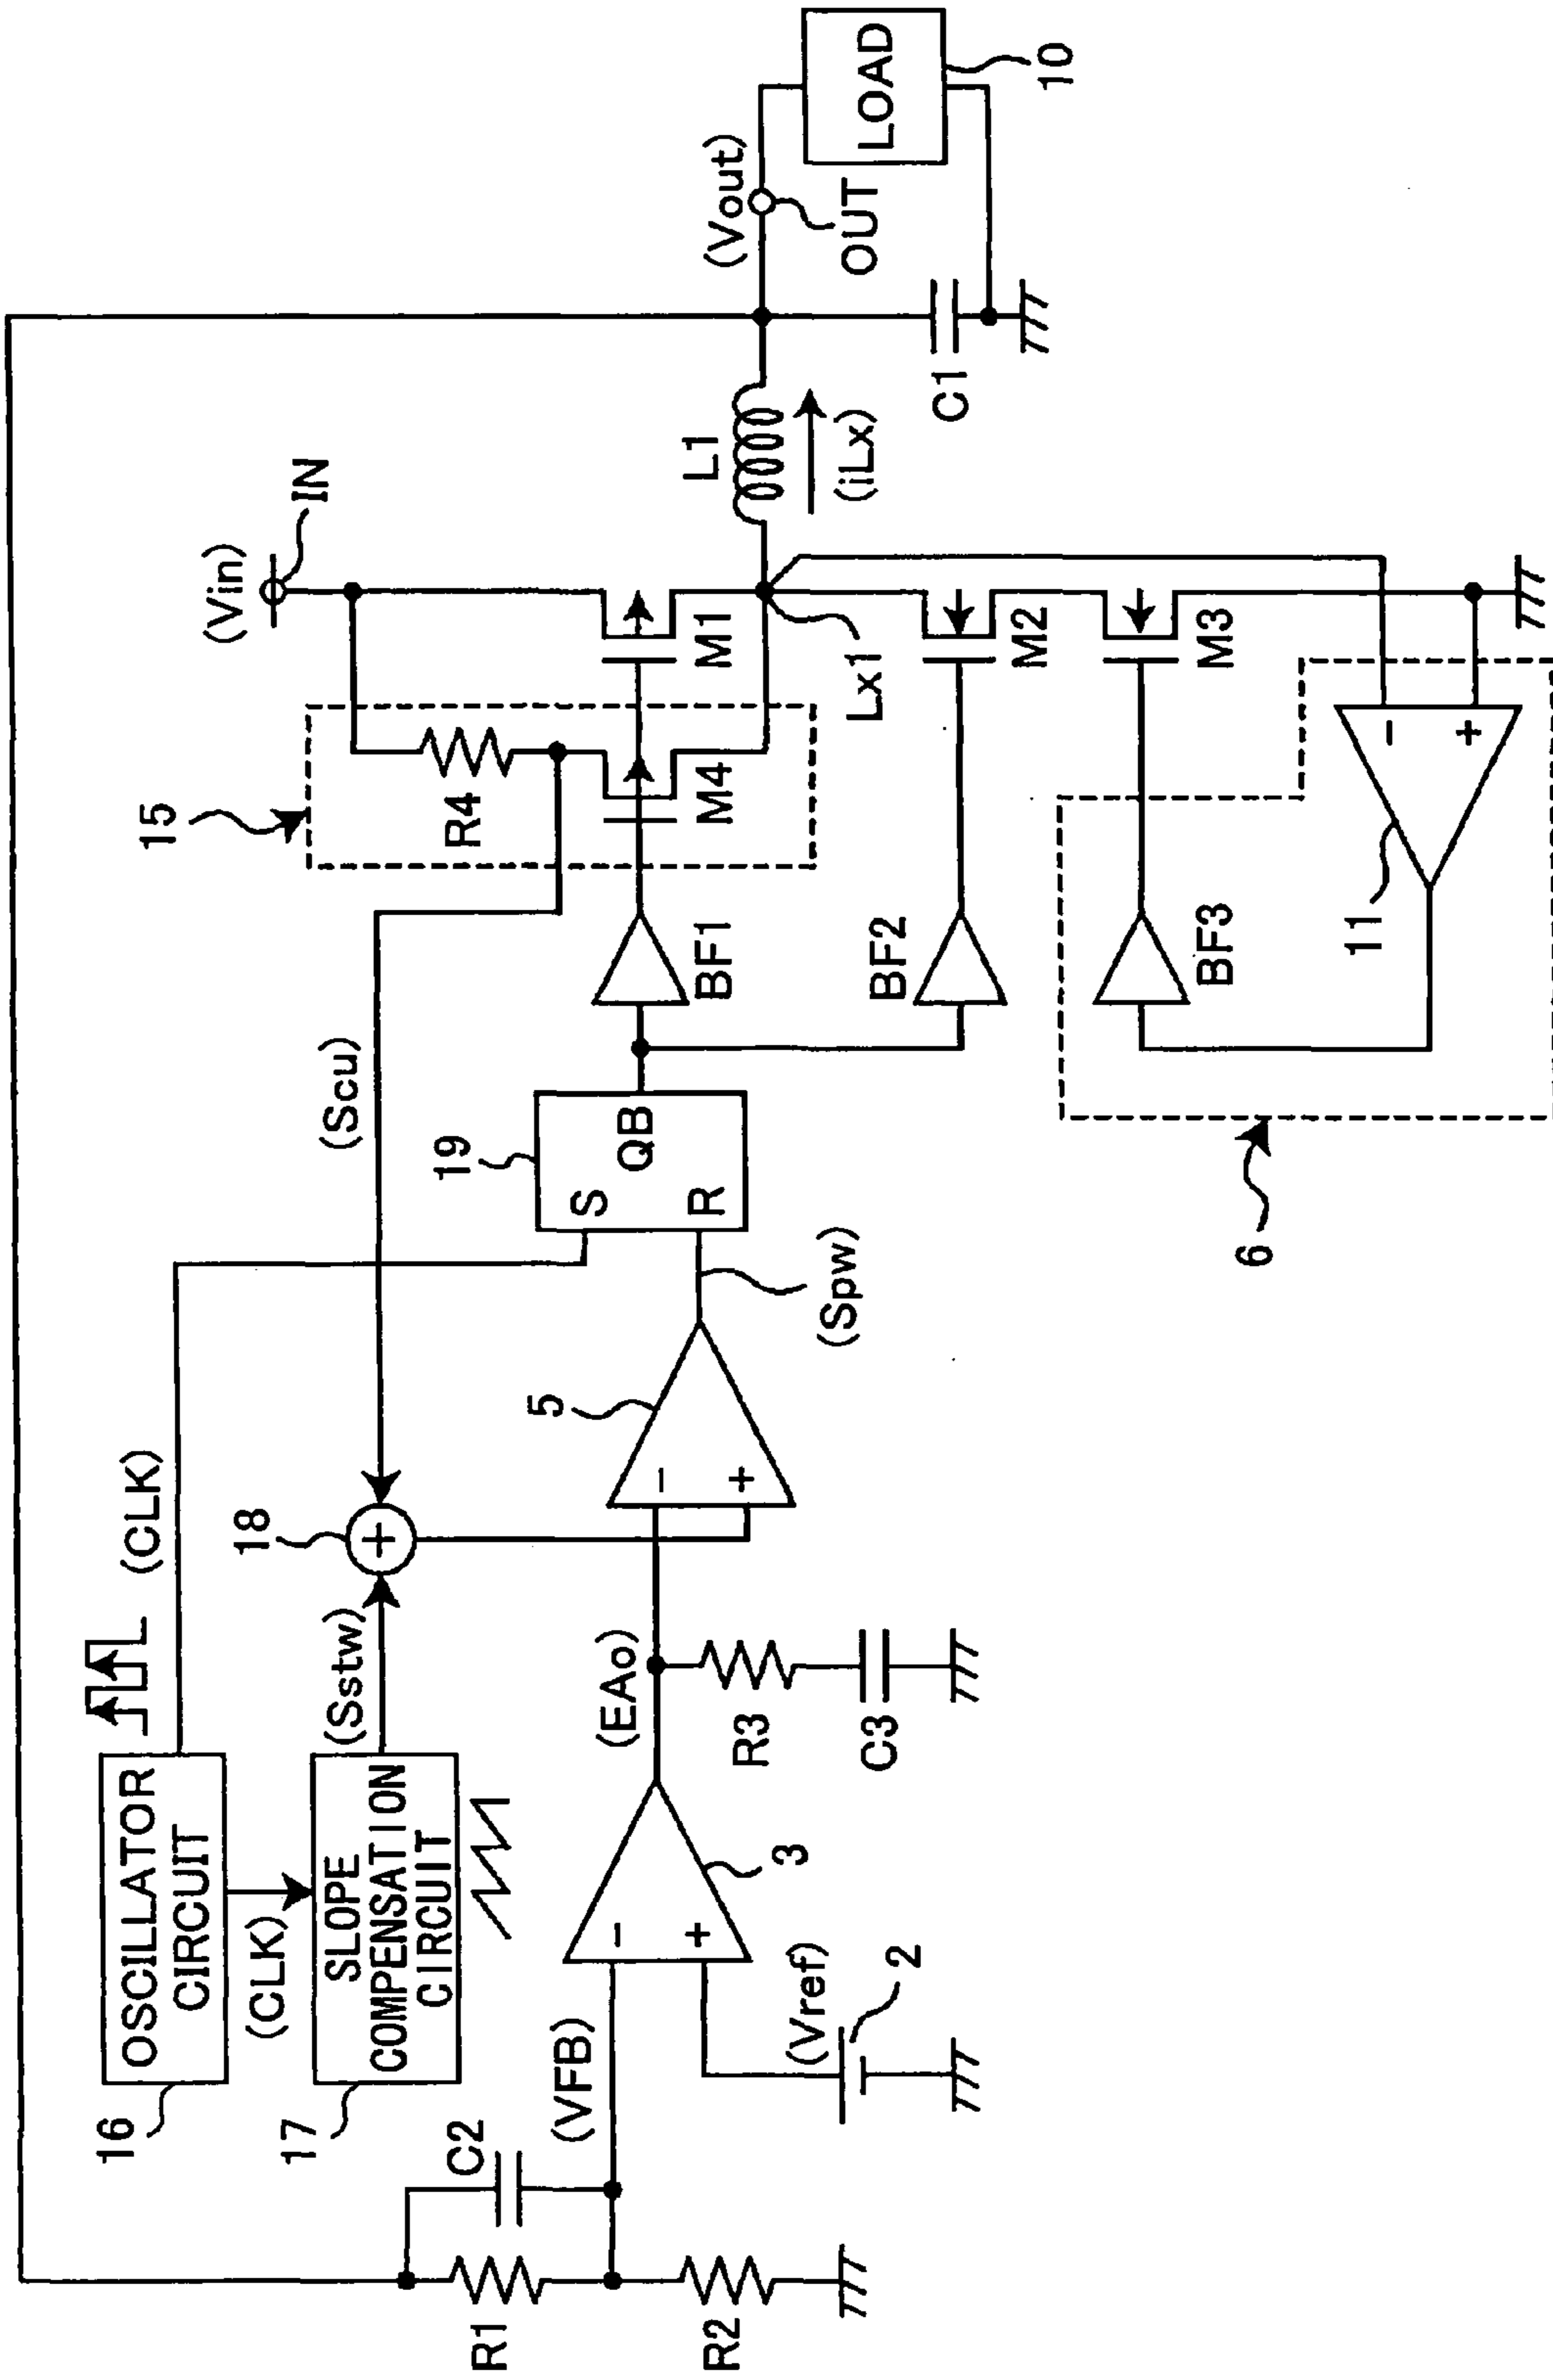 16
OSCILLATOR
CIRCUIT
(CLK)
(CLK)
17
SLOPE
COMPENSATION
CIRCUIT
(Sstw)
18
+
(Scu)
15
R4
M4
(Vin)
IN
M1
Lx1
L1
(iLx)
(Vout)
OUT
LOAD
10
C1
R1
C2
R2
(VFB)
-
+
3
(Vref)
2
(EAo)
R3
C3
-
+
5
(Spw)
19
S
R
QB
BF1
BF2
M2
BF3
M3
-
+
11
6